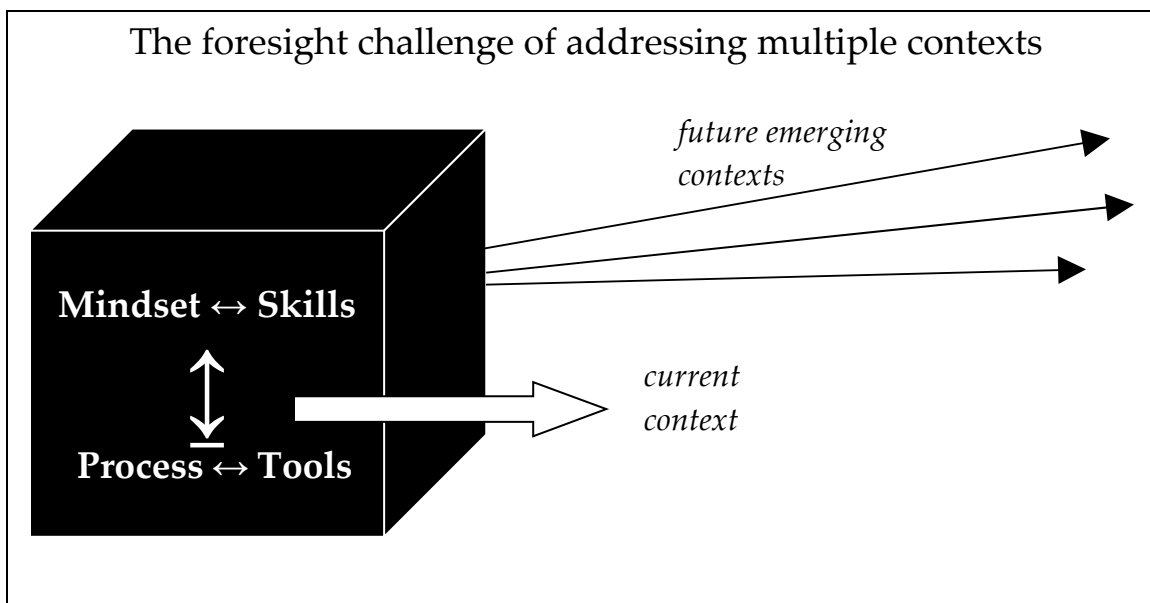 The foresight challenge of addressing multiple contexts
future emerging
contexts
Mindset ↔ Skills
current
context
Process ↔ Tools